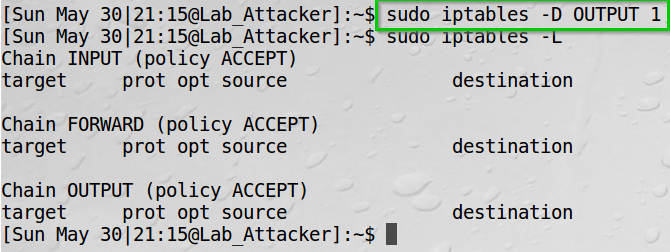 [Sun May 30|21:15@Lab_Attacker]:~$ sudo iptables -D OUTPUT 1
[Sun May 30|21:15@Lab_Attacker]:~$ sudo iptables -L
Chain INPUT (policy ACCEPT)
target     prot opt source               destination

Chain FORWARD (policy ACCEPT)
target     prot opt source               destination

Chain OUTPUT (policy ACCEPT)
target     prot opt source               destination
[Sun May 30|21:15@Lab_Attacker]:~$